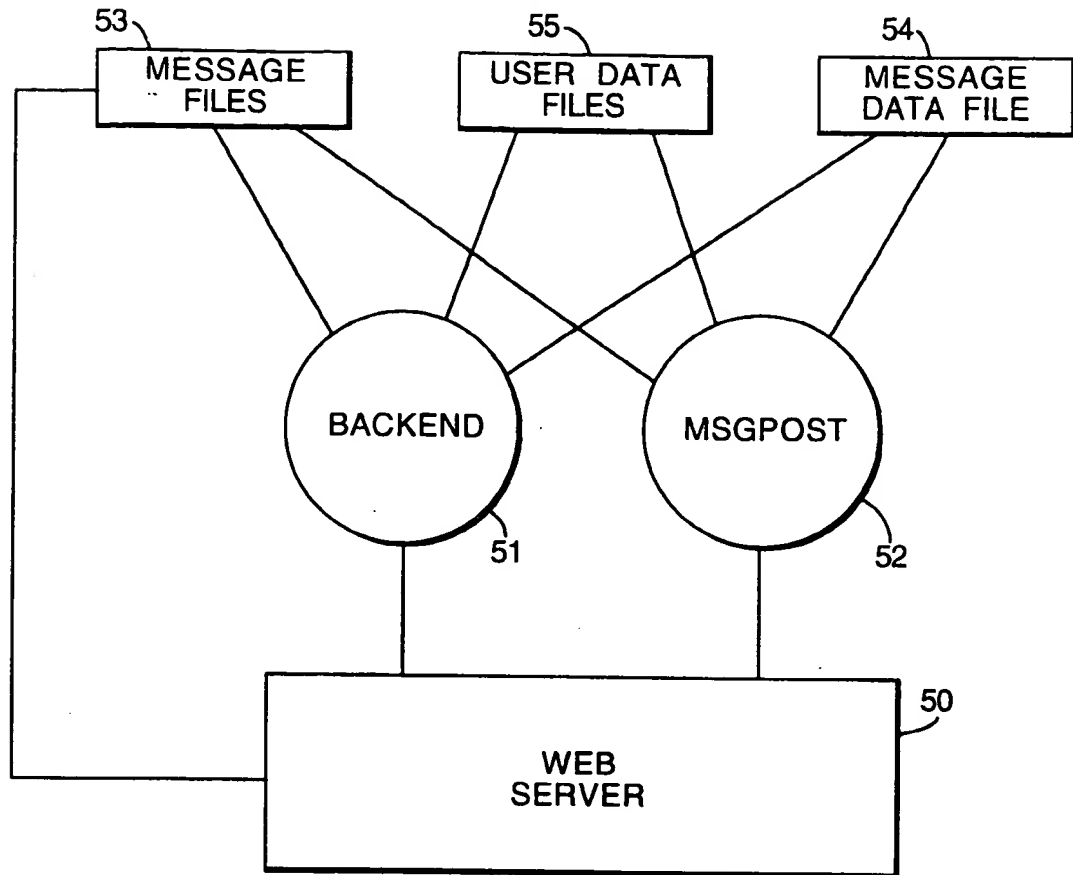 53
55
54
MESSAGE
FILES
USER DATA
FILES
MESSAGE
DATA FILE
BACKEND
MSGPOST
51
52
50
WEB
SERVER